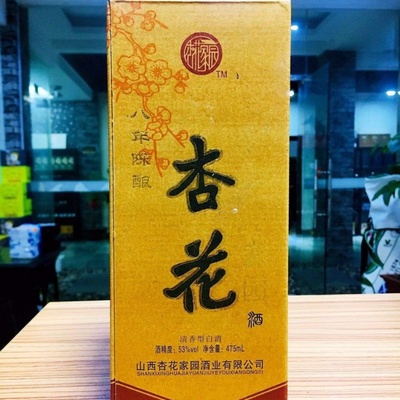 杏家园
TM
八年陈酿
杏花
酒
清香型白酒
酒精度：53%vol 净含量：475mL
山西杏花家园酒业有限公司
SHANXIXINGHUAJIAYUANJIUYEYOUXIANGONGSI